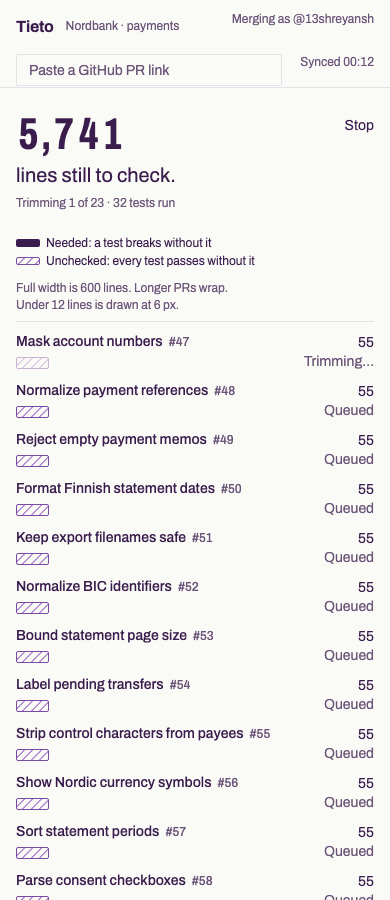 Tieto Nordbank · payments Merging as @13shreyansh
Paste a GitHub PR link Synced 00:12
5,741 Stop
lines still to check.
Trimming 1 of 23 · 32 tests run
Needed: a test breaks without it
Unchecked: every test passes without it
Full width is 600 lines. Longer PRs wrap.
Under 12 lines is drawn at 6 px.
Mask account numbers #47 55
Trimming...
Normalize payment references #48 55
Queued
Reject empty payment memos #49 55
Queued
Format Finnish statement dates #50 55
Queued
Keep export filenames safe #51 55
Queued
Normalize BIC identifiers #52 55
Queued
Bound statement page size #53 55
Queued
Label pending transfers #54 55
Queued
Strip control characters from payees #55 55
Queued
Show Nordic currency symbols #56 55
Queued
Sort statement periods #57 55
Queued
Parse consent checkboxes #58 55
Queued